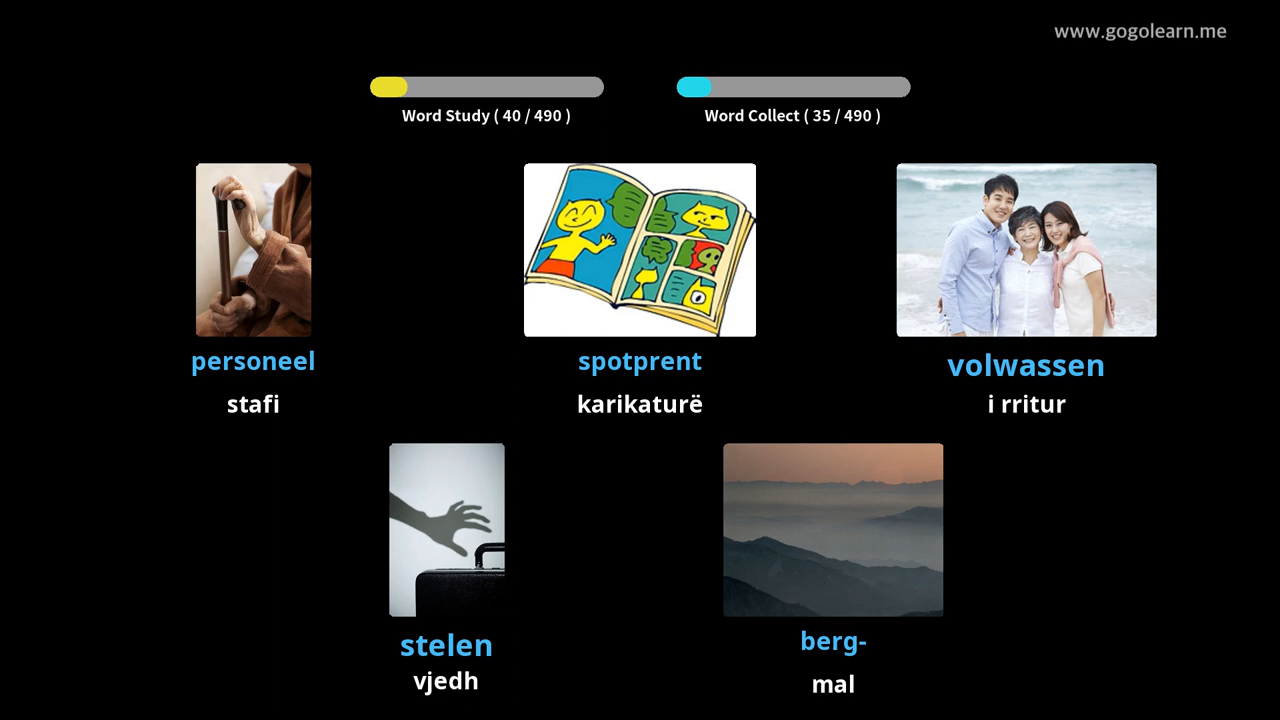 www.gogolearn.me
Word Study ( 40 / 490 )
Word Collect ( 35 / 490 )
personeel
stafi
spotprent
karikaturë
volwassen
i rritur
stelen
vjedh
berg-
mal